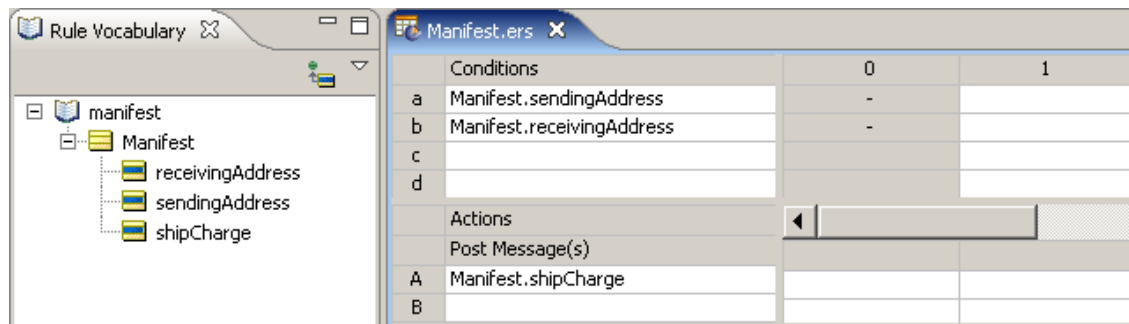 Rule Vocabulary
manifest
Manifest
receivingAddress
sendingAddress
shipCharge
Manifest.ers
Conditions 0 1
a Manifest.sendingAddress -
b Manifest.receivingAddress -
c
d
Actions
Post Message(s)
A Manifest.shipCharge
B